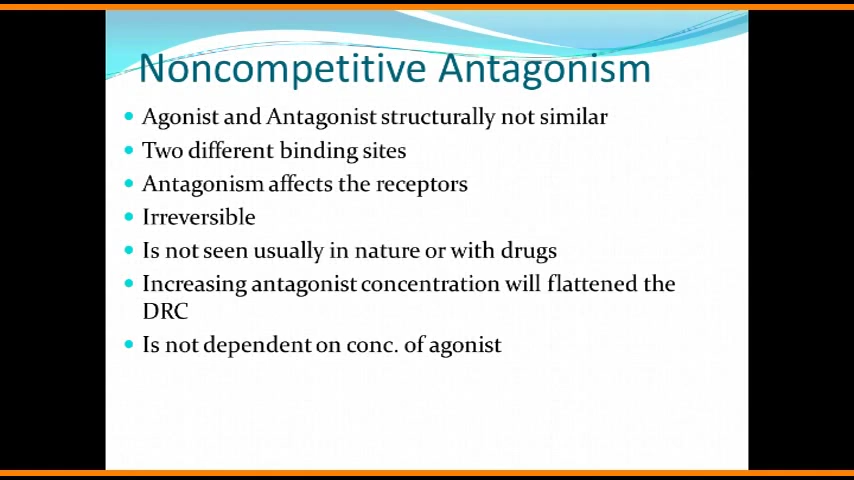 Noncompetitive Antagonism
• Agonist and Antagonist structurally not similar
• Two different binding sites
• Antagonism affects the receptors
• Irreversible
• Is not seen usually in nature or with drugs
• Increasing antagonist concentration will flattened the
DRC
• Is not dependent on conc. of agonist